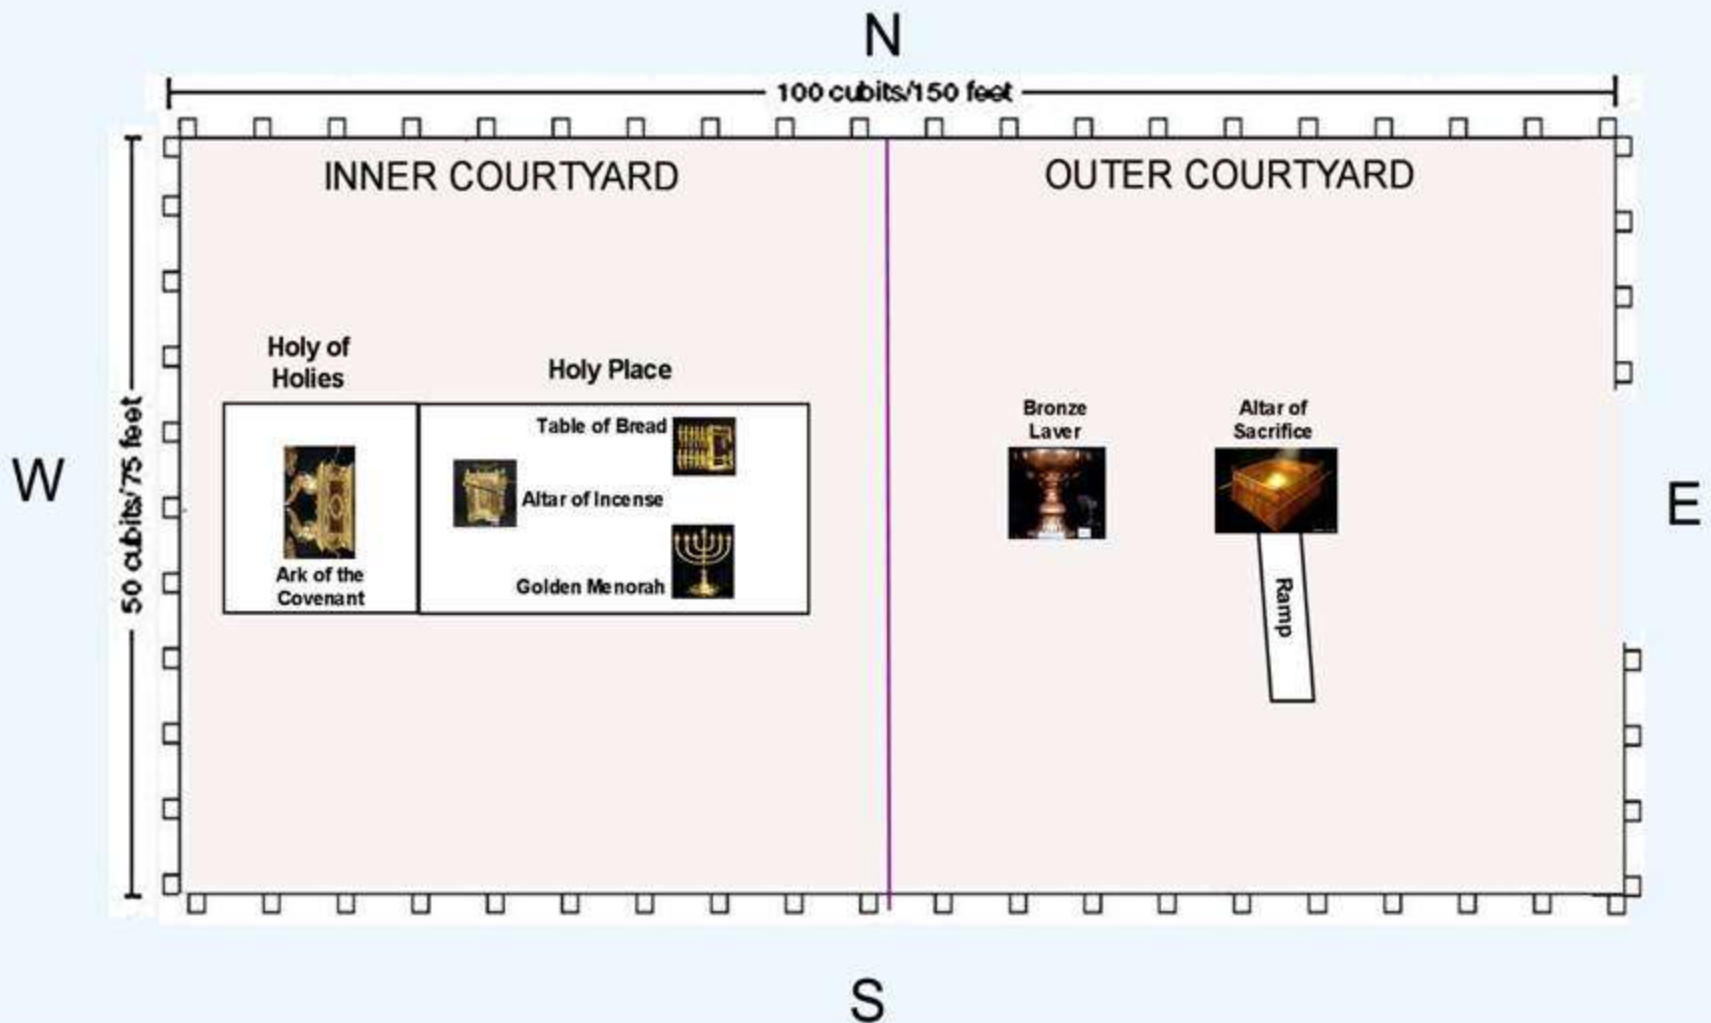 N
100 cubits/150 feet
INNER COURTYARD
OUTER COURTYARD
Holy of
Holies
Holy Place
Table of Bread
Altar of Incense
Golden Menorah
Ark of the
Covenant
Bronze
Laver
Altar of
Sacrifice
Ramp
W
50 cubits/75 feet
E
S